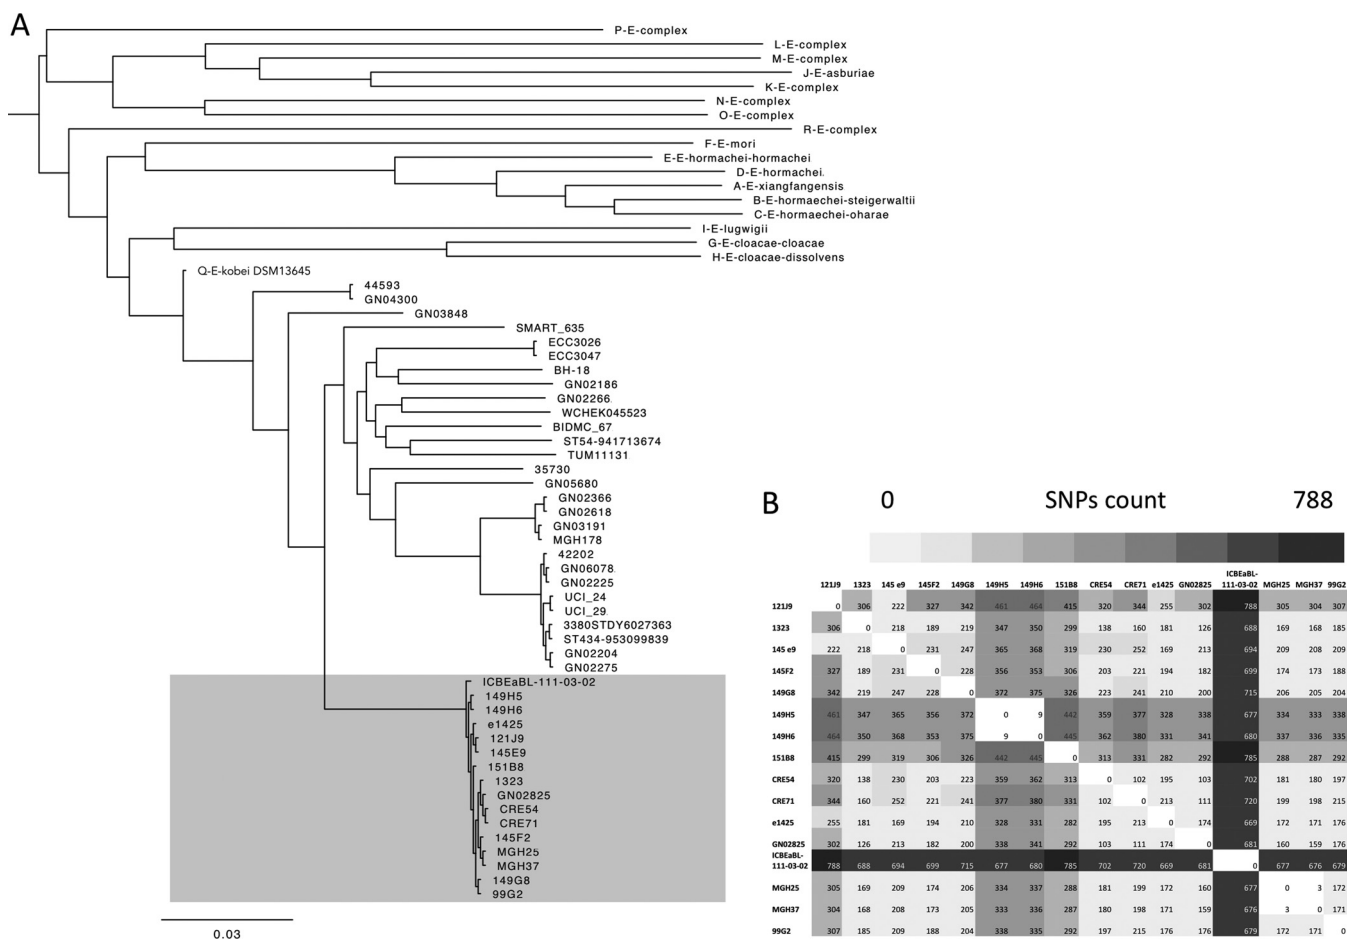 A
P-E-complex
L-E-complex
M-E-complex
J-E-asburiae
K-E-complex
N-E-complex
O-E-complex
R-E-complex
F-E-mori
E-E-hormachei-hormachei
D-E-hormachei.
A-E-xiangfangensis
B-E-hormaechei-steigerwaltii
C-E-hormaechei-oharae
I-E-lugwigii
G-E-cloacae-cloacae
H-E-cloacae-dissolvens
Q-E-kobei DSM13645
44593
GN04300
GN03848
SMART_635
ECC3026
ECC3047
BH-18
GN02186
GN02266
WCHEK045523
BIDMC_67
ST54-941713674
TUM11131
35730
GN05680
GN02366
GN02618
GN03191
MGH178
42202
GN06078
GN02225
UCI_24
UCI_29
3380STDY6027363
ST434-953099839
GN02204
GN02275
ICBEaBL-111-03-02
149H5
149H6
e1425
121J9
145E9
151B8
1323
GN02825
CRE54
CRE71
145F2
MGH25
MGH37
149G8
99G2
0.03
B
0 SNPs count 788
121J9 1323 145 e9 145F2 149G8 149H5 149H6 151B8 CRE54 CRE71 e1425 GN02825 ICBEaBL-111-03-02 MGH25 MGH37 99G2
121J9 0 306 222 327 342 461 464 415 320 344 255 302 788 305 304 307
1323 306 0 218 189 219 347 350 299 138 160 181 126 688 169 168 185
145 e9 222 218 0 231 247 365 368 319 230 252 169 213 694 209 208 209
145F2 327 189 231 0 228 356 353 306 203 221 194 182 699 174 173 188
149G8 342 219 247 228 0 372 375 326 223 241 210 200 715 206 205 204
149H5 461 347 365 356 372 0 9 442 359 377 328 338 677 334 333 338
149H6 464 350 368 353 375 9 0 445 362 380 331 341 680 337 336 335
151B8 415 299 319 306 326 442 445 0 313 331 282 292 785 288 287 292
CRE54 320 138 230 203 223 359 362 313 0 102 195 103 702 181 180 197
CRE71 344 160 252 221 241 377 380 331 102 0 213 111 720 199 198 215
e1425 255 181 169 194 210 328 331 282 195 213 0 174 669 172 171 176
GN02825 302 126 213 182 200 338 341 292 103 111 174 0 681 160 159 176
ICBEaBL-
111-03-02 788 688 694 699 715 677 680 785 702 720 669 681 0 677 676 679
MGH25 305 169 209 174 206 334 337 288 181 199 172 160 677 0 3 172
MGH37 304 168 208 173 205 333 336 287 180 198 171 159 676 3 0 171
99G2 307 185 209 188 204 338 335 292 197 215 176 176 679 172 171 0